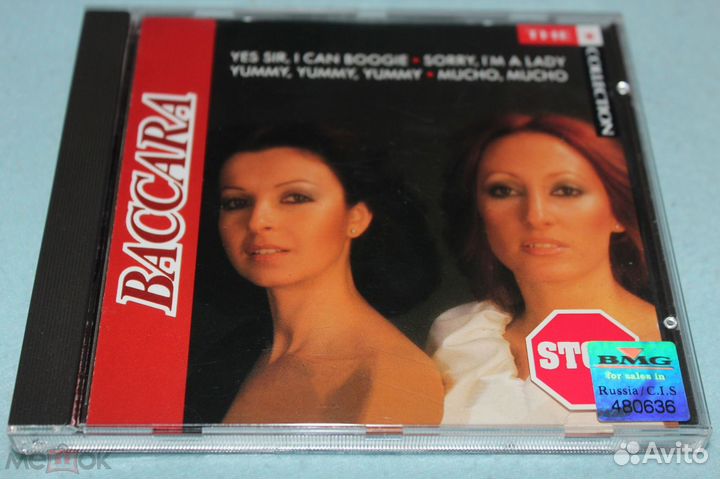 THE
COLLECTION
YES SIR, I CAN BOOGIE • SORRY, I'M A LADY
YUMMY, YUMMY, YUMMY • MUCHO, MUCHO
BACCARA
STO
BMG
for sales in
Russia/C.I.S
480636
Мешок
Avito